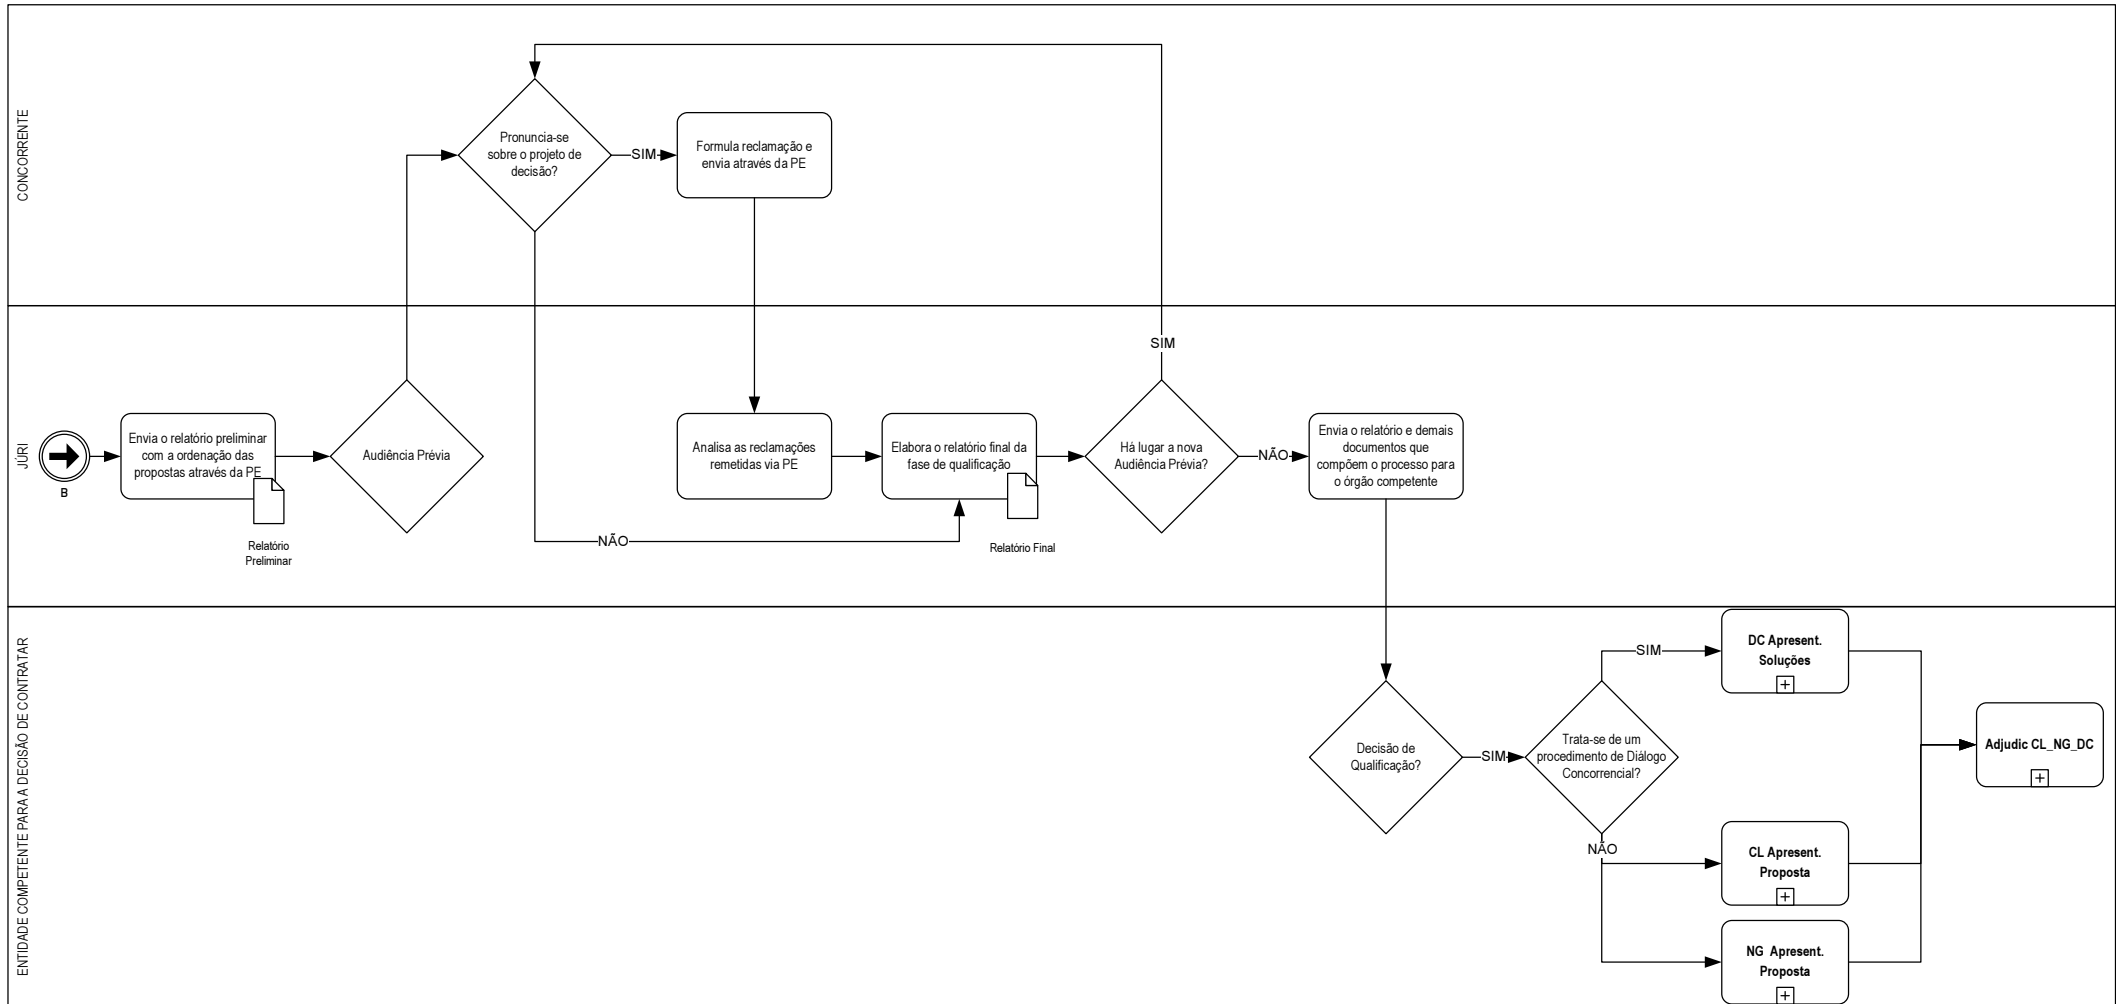 CONCORRENTE
Pronuncia-se
sobre o projeto de
decisão?
SIM
Formula reclamação e
envia através da PE
JÚRI
B
Envia o relatório preliminar
com a ordenação das
propostas através da PE
Relatório
Preliminar
Audiência Prévia
NÃO
Analisa as reclamações
remetidas via PE
Elabora o relatório final da
fase de qualificação
Relatório Final
SIM
Há lugar a nova
Audiência Prévia?
NÃO
Envia o relatório e demais
documentos que
compõem o processo para
o órgão competente
ENTIDADE COMPETENTE PARA A DECISÃO DE CONTRATAR
Decisão de
Qualificação?
SIM
Trata-se de um
procedimento de Diálogo
Concorrencial?
SIM
DC Apresent.
Soluções
NÃO
CL Apresent.
Proposta
NG Apresent.
Proposta
Adjudic CL_NG_DC